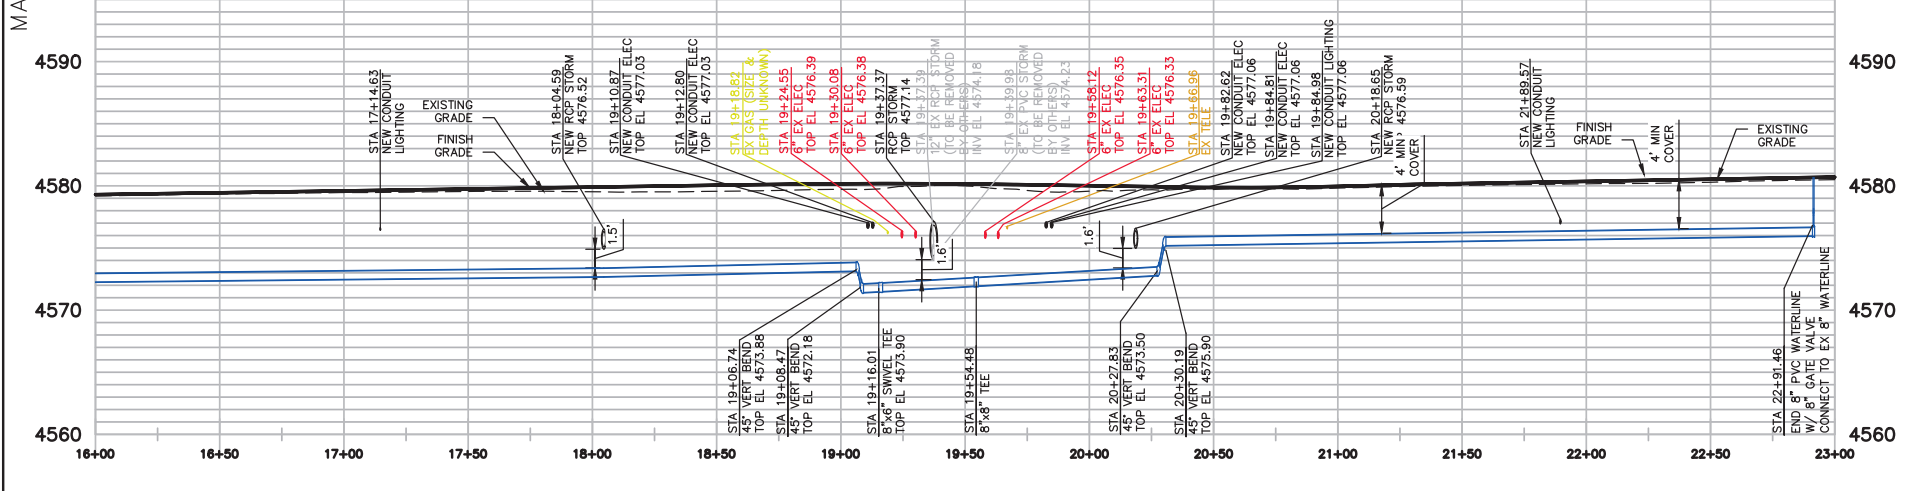 MA
4590
4580
4570
4560
4590
4580
4570
4560
STA 17+14.63
NEW CONDUIT
LIGHTING
EXISTING
GRADE
FINISH
GRADE
STA 18+04.59
NEW RCP STORM
TOP 4576.52
STA 19+10.87
NEW CONDUIT ELEC
TOP EL 4577.03
STA 19+12.80
NEW CONDUIT ELEC
TOP EL 4577.03
STA 19+18.82
EX GAS (SIZE &
DEPTH UNKNOWN)
STA 19+24.55
6" EX ELEC
TOP EL 4576.39
STA 19+30.08
6" EX ELEC
TOP EL 4576.38
STA 19+37.37
RCP STORM
TOP 4577.14
STA 19+37.39
12" EX RCP STORM
(TO BE REMOVED
BY OTHERS)
INV EL 4574.18
STA 19+39.98
8" EX PVC STORM
(TO BE REMOVED
BY OTHERS)
INV EL 4574.23
STA 19+58.12
6" EX ELEC
TOP EL 4576.35
STA 19+63.31
6" EX ELEC
TOP EL 4576.33
STA 19+66.96
EX TELE
STA 19+82.62
NEW CONDUIT ELEC
TOP EL 4577.06
STA 19+84.81
NEW CONDUIT ELEC
TOP EL 4577.06
STA 19+84.98
NEW CONDUIT LIGHTING
TOP EL 4577.06
STA 20+18.65
NEW RCP STORM
TOP 4576.59
4' MIN
COVER
STA 21+89.57
NEW CONDUIT
LIGHTING
FINISH
GRADE
4' MIN
COVER
EXISTING
GRADE
1.5'
1.6'
1.6'
STA 19+06.74
45° VERT BEND
TOP EL 4573.88
STA 19+08.47
45° VERT BEND
TOP EL 4572.18
STA 19+16.01
8"x6" SWIVEL TEE
TOP EL 4573.90
STA 19+54.48
8"x8" TEE
STA 20+27.83
45° VERT BEND
TOP EL 4573.50
STA 20+30.19
45° VERT BEND
TOP EL 4575.90
STA 22+91.46
END 8" PVC WATERLINE
W/ 8" GATE VALVE
CONNECT TO EX 8" WATERLINE
16+00
16+50
17+00
17+50
18+00
18+50
19+00
19+50
20+00
20+50
21+00
21+50
22+00
22+50
23+00